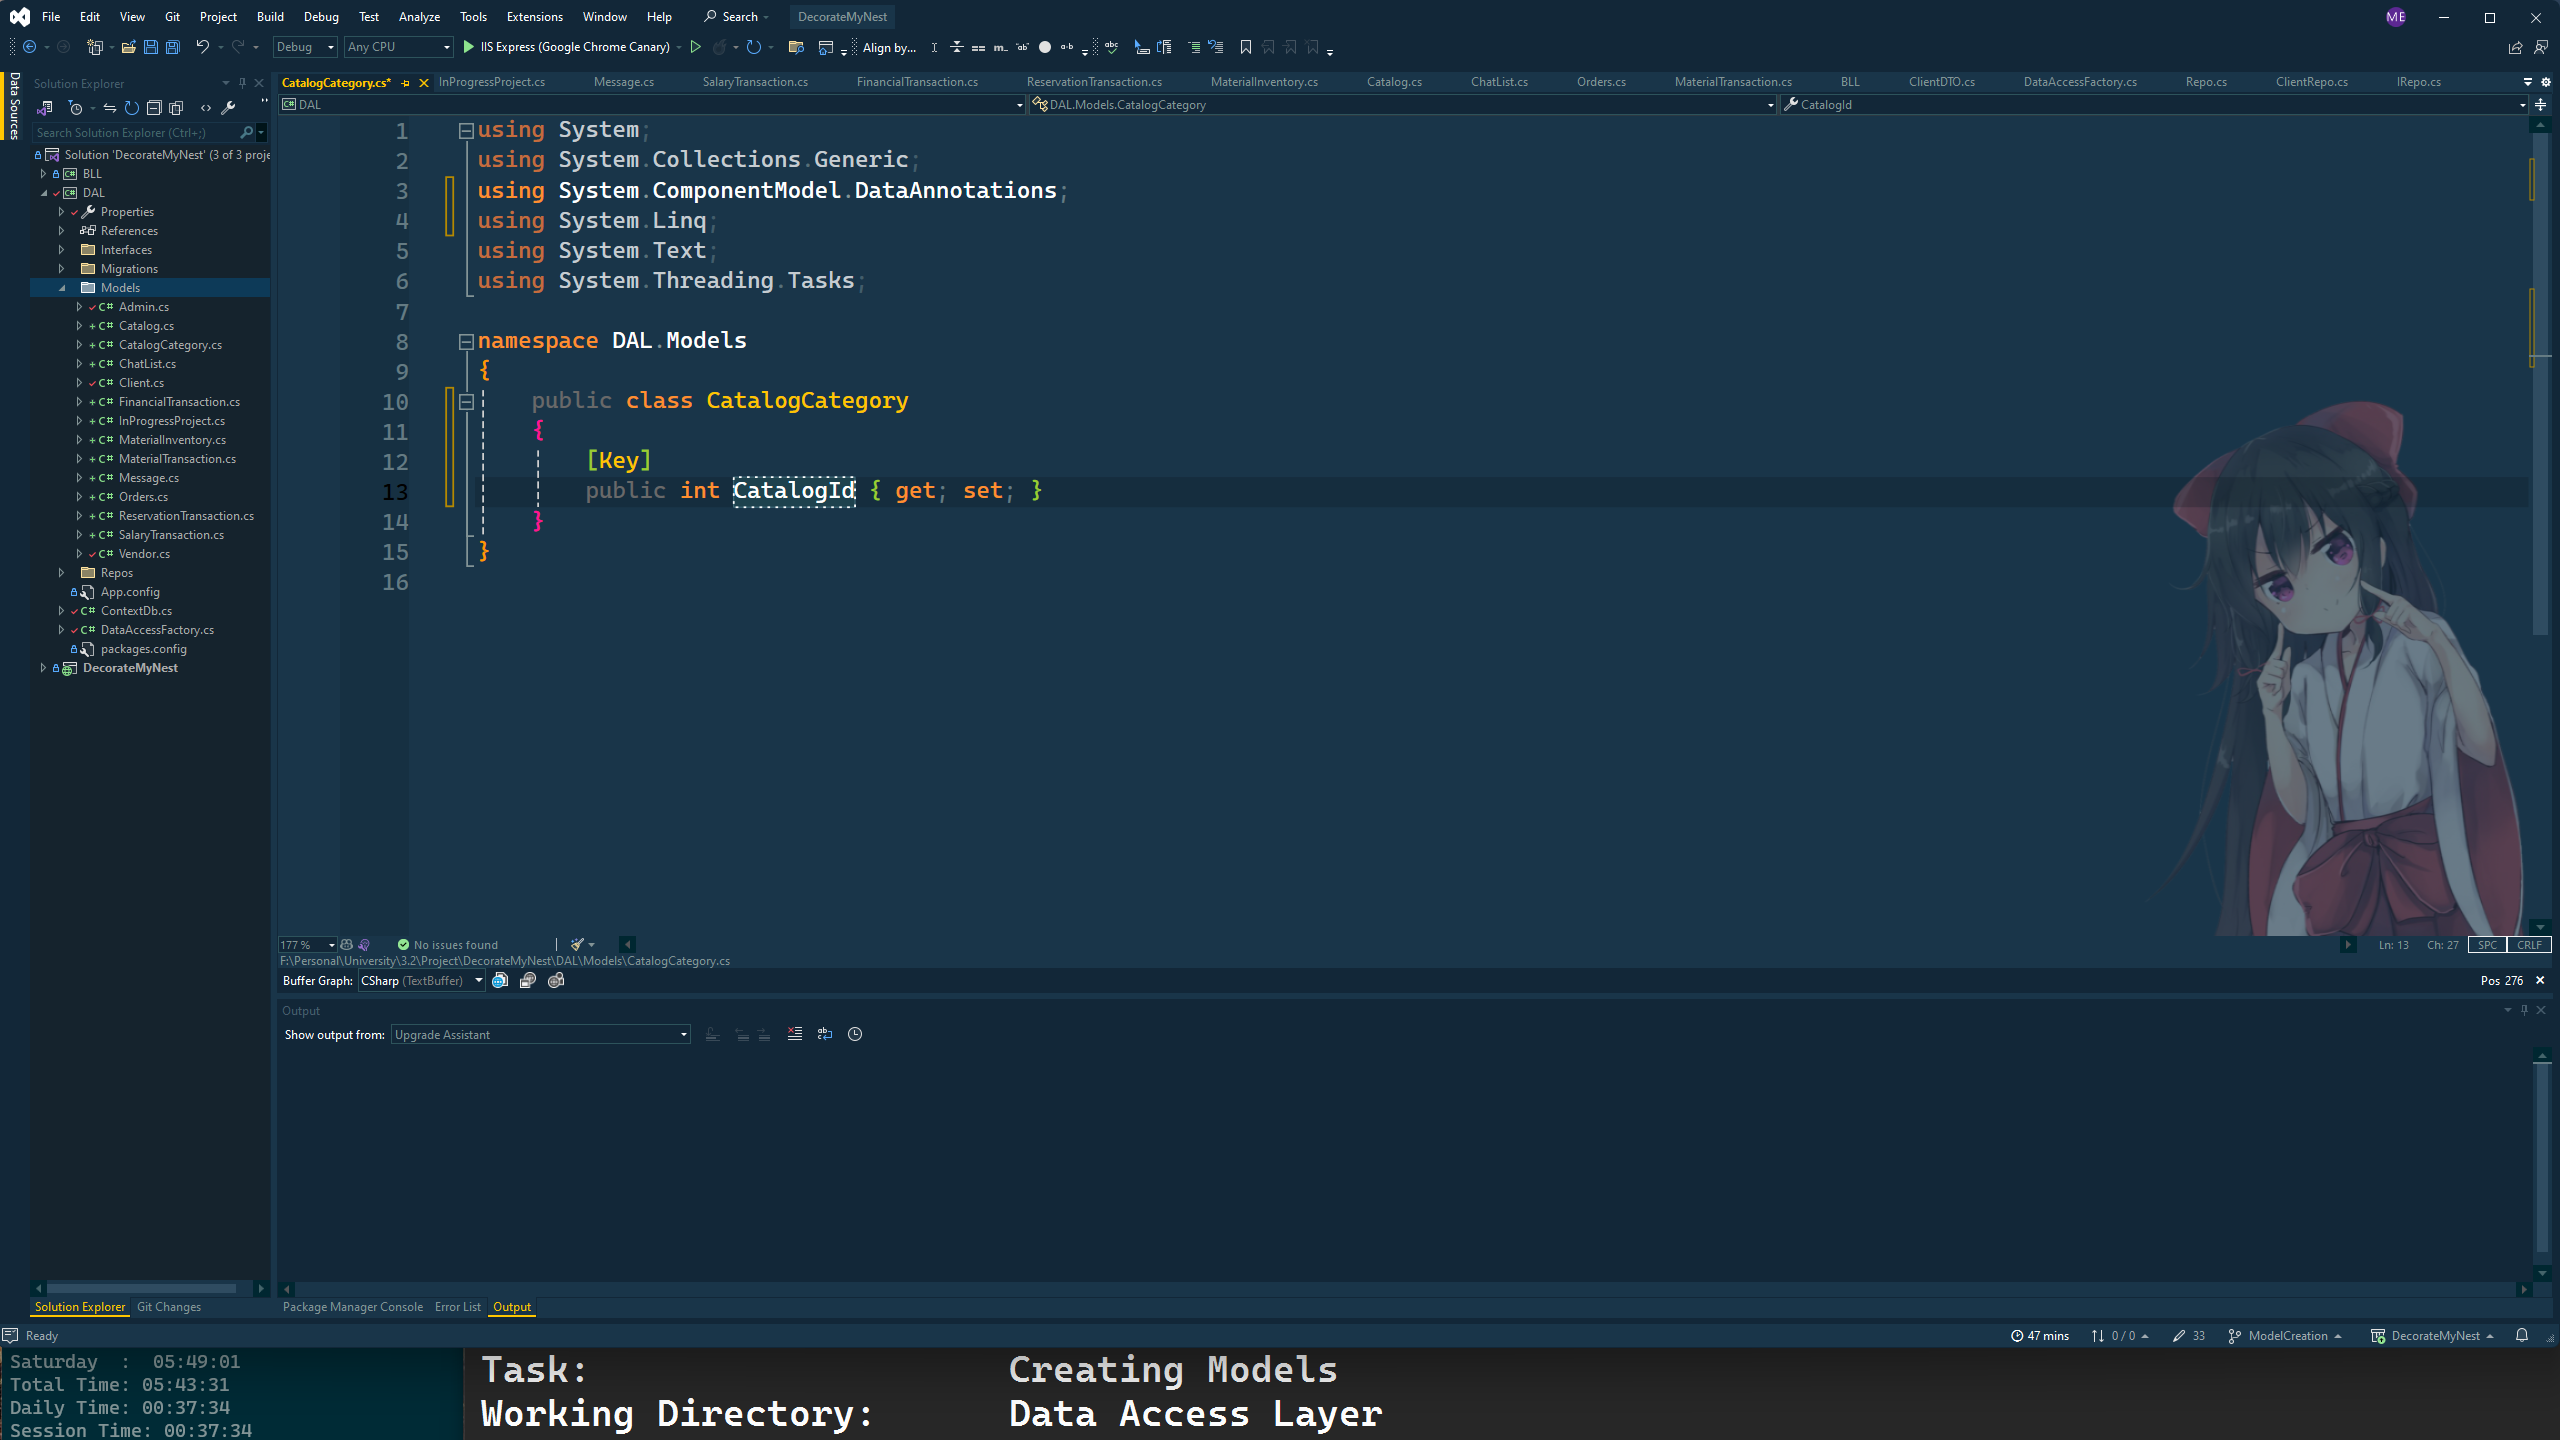 File Edit View Git Project Build Debug Test Analyze Tools Extensions Window Help Search DecorateMyNest ME
Debug Any CPU IIS Express (Google Chrome Canary) Align by...
Data Sources
Solution Explorer
Search Solution Explorer (Ctrl+;)
Solution 'DecorateMyNest' (3 of 3 proje
BLL
DAL
Properties
References
Interfaces
Migrations
Models
C# Admin.cs
C# Catalog.cs
C# CatalogCategory.cs
C# ChatList.cs
C# Client.cs
C# FinancialTransaction.cs
C# InProgressProject.cs
C# MaterialInventory.cs
C# MaterialTransaction.cs
C# Message.cs
C# Orders.cs
C# ReservationTransaction.cs
C# SalaryTransaction.cs
C# Vendor.cs
Repos
App.config
C# ContextDb.cs
C# DataAccessFactory.cs
packages.config
DecorateMyNest
Solution Explorer Git Changes
CatalogCategory.cs* InProgressProject.cs Message.cs SalaryTransaction.cs FinancialTransaction.cs ReservationTransaction.cs MaterialInventory.cs Catalog.cs ChatList.cs Orders.cs MaterialTransaction.cs BLL ClientDTO.cs DataAccessFactory.cs Repo.cs ClientRepo.cs IRepo.cs
DAL DAL.Models.CatalogCategory CatalogId
1 using System;
2 using System.Collections.Generic;
3 using System.ComponentModel.DataAnnotations;
4 using System.Linq;
5 using System.Text;
6 using System.Threading.Tasks;
7
8 namespace DAL.Models
9 {
10 public class CatalogCategory
11 {
12 [Key]
13 public int CatalogId { get; set; }
14 }
15 }
16
177 % No issues found Ln: 13 Ch: 27 SPC CRLF
F:\Personal\University\3.2\Project\DecorateMyNest\DAL\Models\CatalogCategory.cs
Buffer Graph: CSharp (TextBuffer) Pos 276
Output
Show output from: Upgrade Assistant
Package Manager Console Error List Output
Ready 47 mins 0 / 0 33 ModelCreation DecorateMyNest
Saturday : 05:49:01
Total Time: 05:43:31
Daily Time: 00:37:34
Session Time: 00:37:34
Task: Creating Models
Working Directory: Data Access Layer